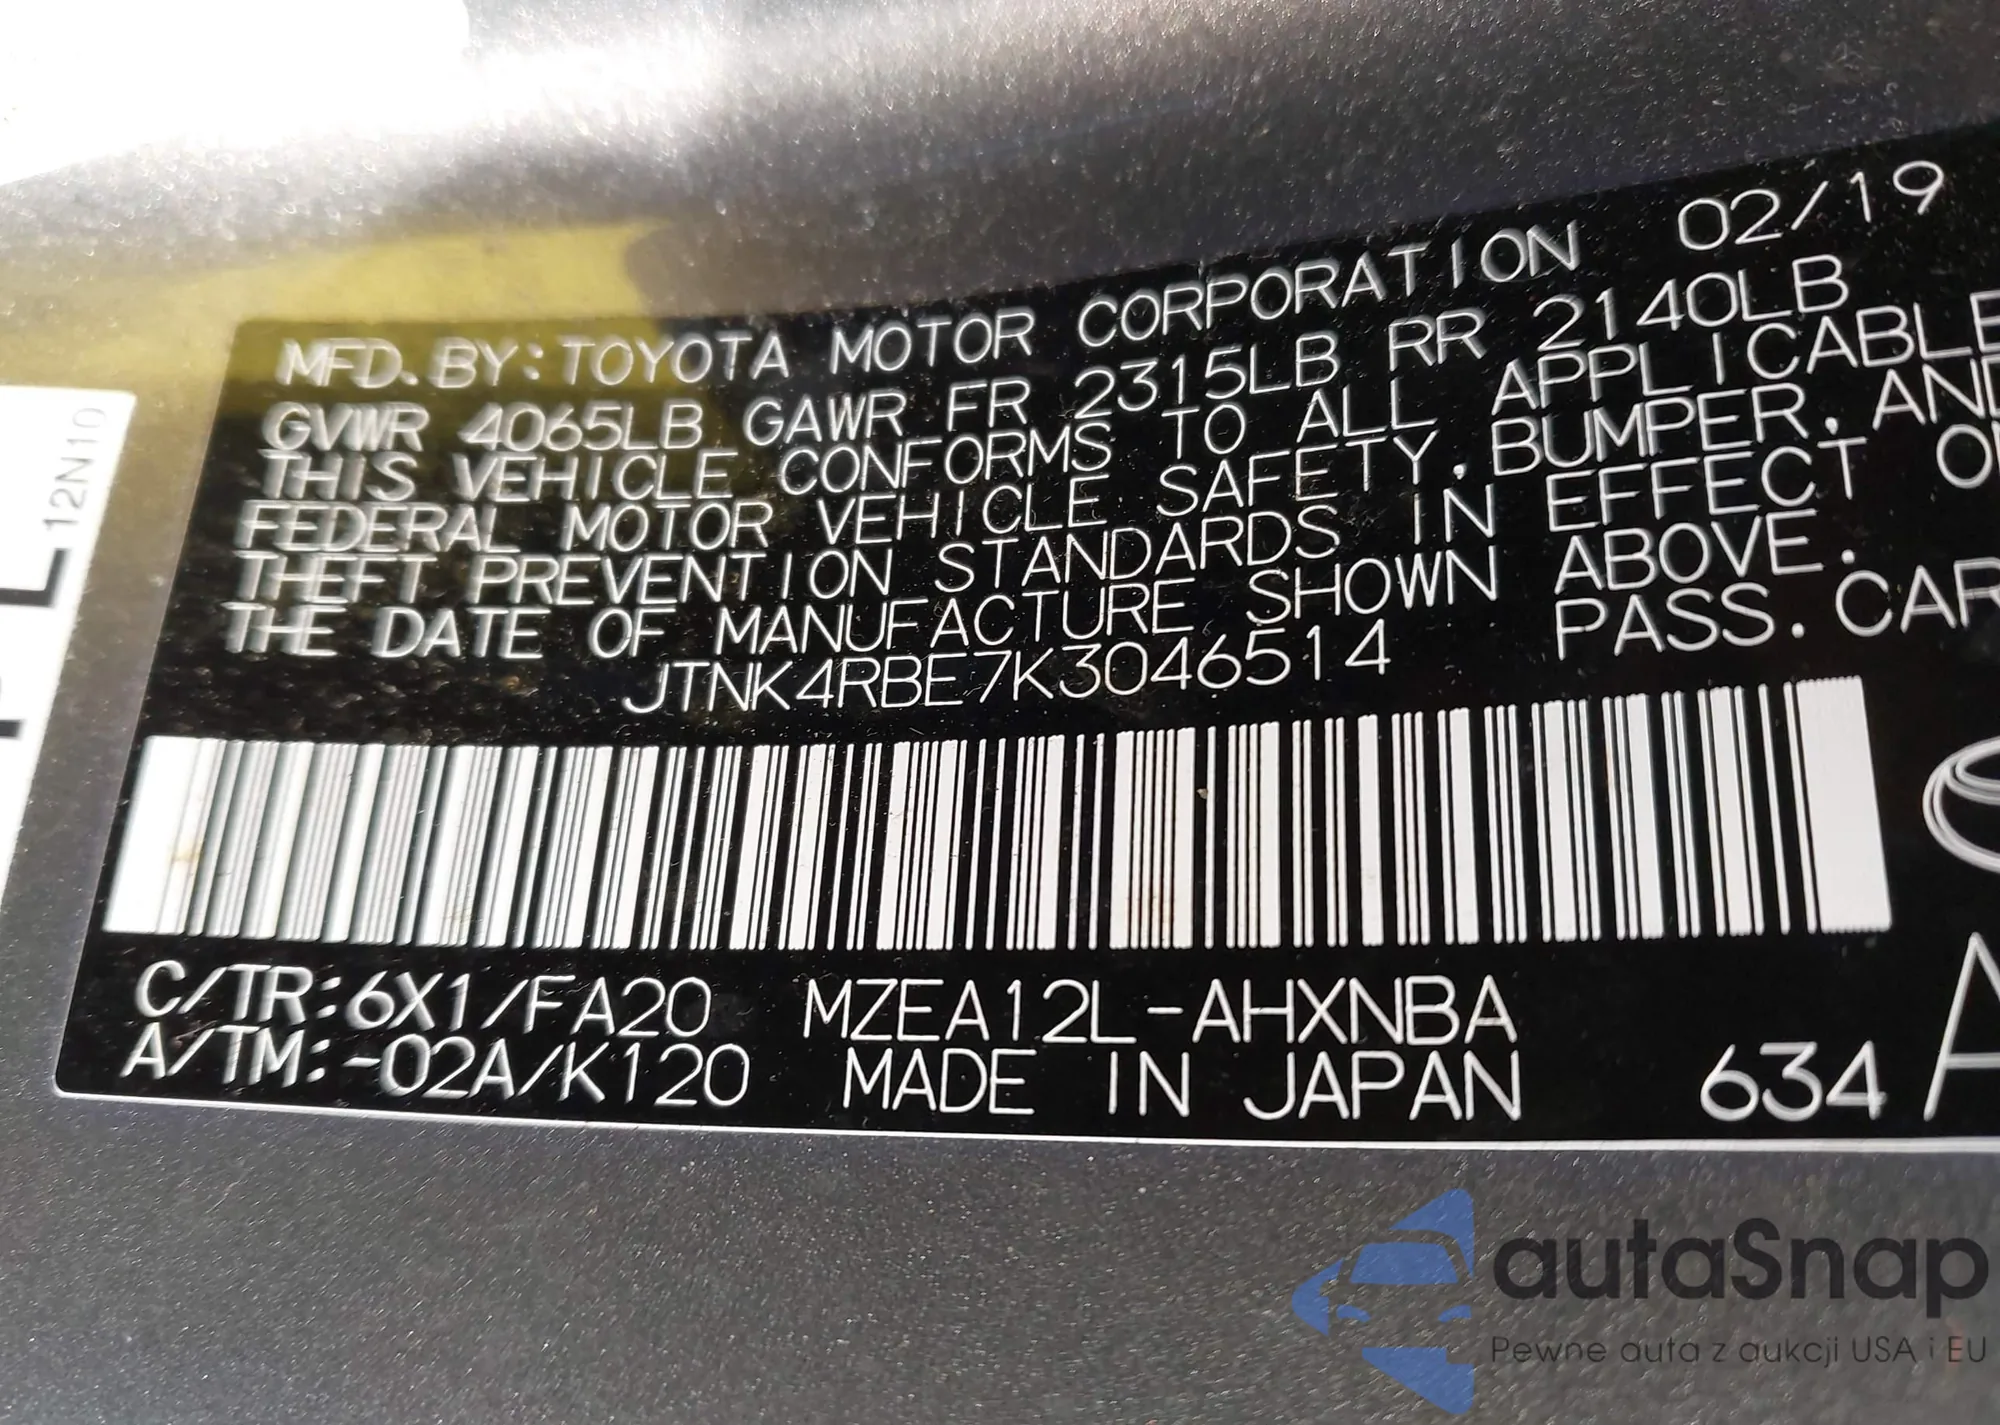 MFD. BY: TOYOTA MOTOR CORPORATION 02/19
GVWR 4065LB GAWR FR 2315LB RR 2140LB
THIS VEHICLE CONFORMS TO ALL APPLICABLE
FEDERAL MOTOR VEHICLE SAFETY, BUMPER, AND
THEFT PREVENTION STANDARDS IN EFFECT ON
THE DATE OF MANUFACTURE SHOWN ABOVE.
JTNK4RBE7K3046514 PASS. CAR
C/TR:6X1/FA20 MZEA12L-AHXNBA
A/TM:-02A/K120 MADE IN JAPAN 634 A
12N10
L
autaSnap
Pewne auta z aukcji USA i EU